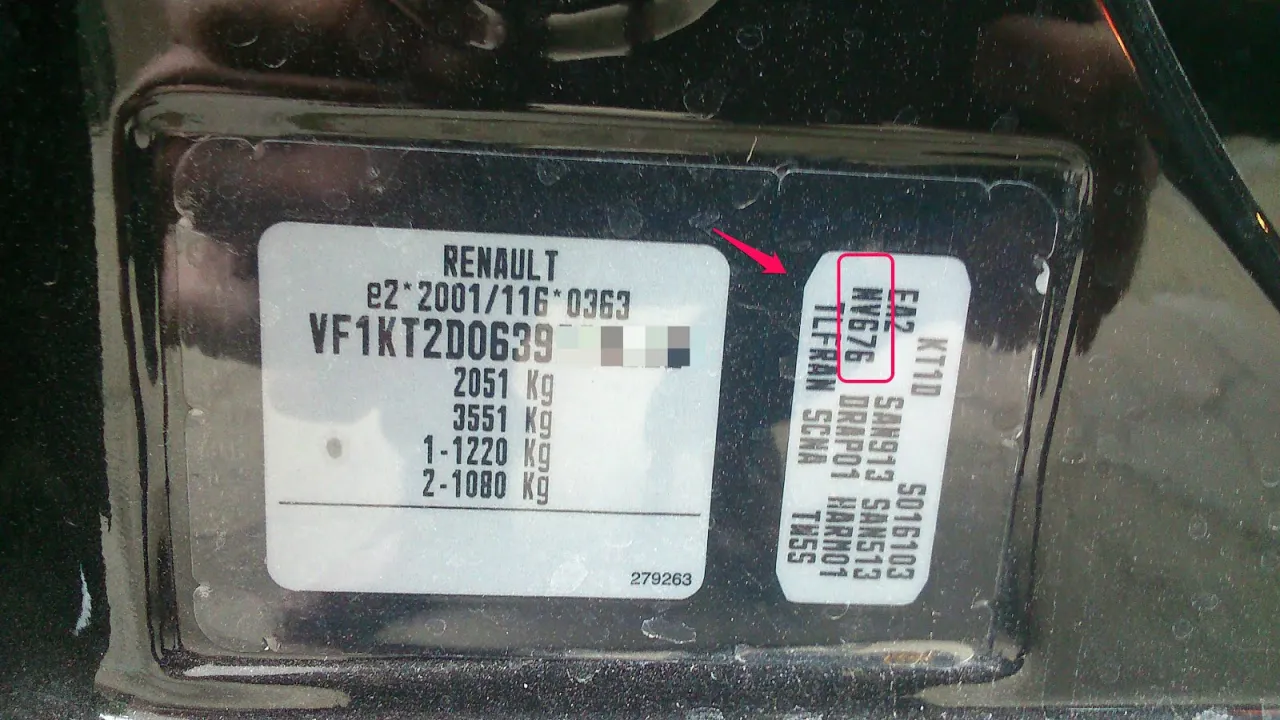 RENAULT
e2*2001/116*0363
VF1KT2D0639
2051 Kg
3551 Kg
1-1220 Kg
2-1080 Kg
279263
KT1D S016103
EA2 SAN913 SAN513
NV676 DRAP01 HARM01
TLFRAN SCNA